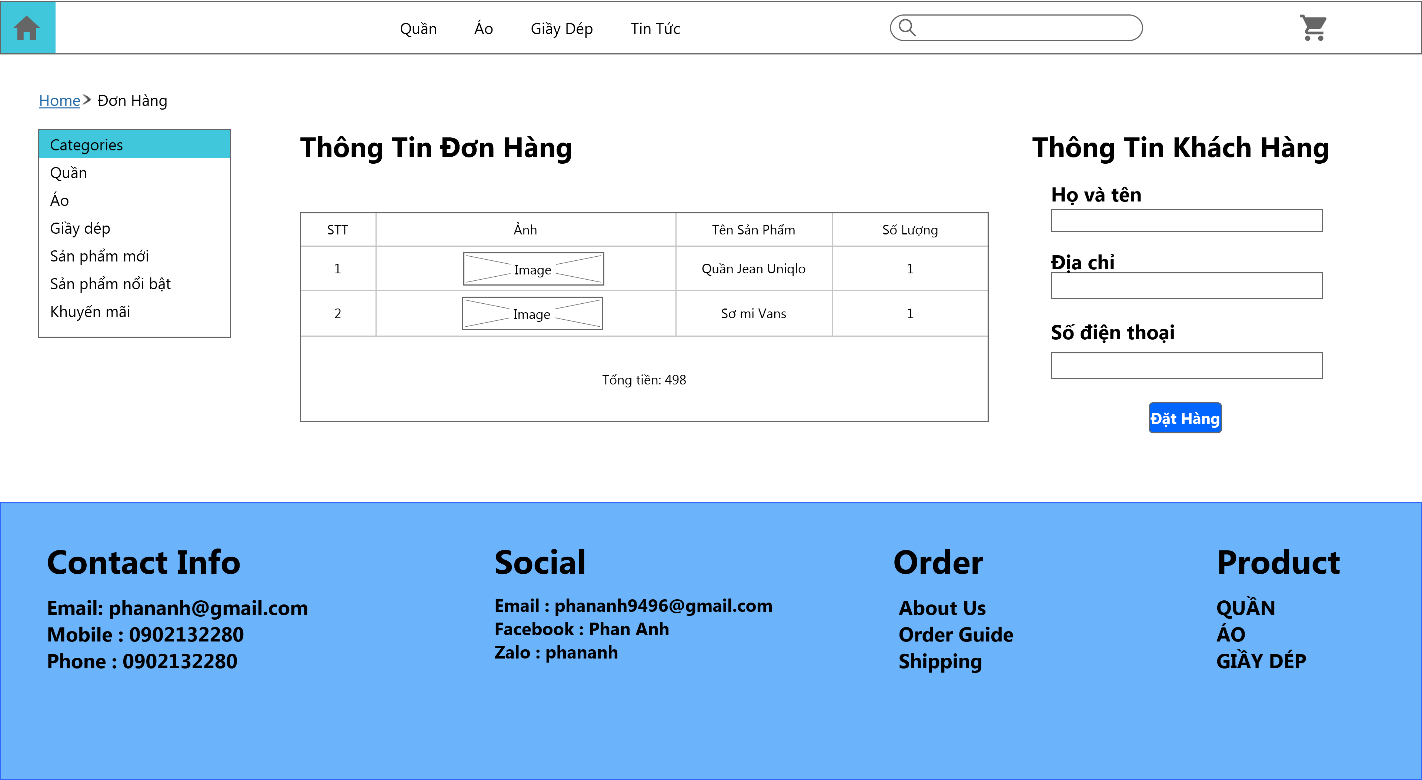 Quần Áo Giầy Dép Tin Tức
Home > Đơn Hàng
Categories
Quần
Áo
Giầy dép
Sản phẩm mới
Sản phẩm nổi bật
Khuyến mãi
Thông Tin Đơn Hàng
STT Ảnh Tên Sản Phẩm Số Lượng
1 Image Quần Jean Uniqlo 1
2 Image Sơ mi Vans 1
Tổng tiền: 498
Thông Tin Khách Hàng
Họ và tên
Địa chỉ
Số điện thoại
Đặt Hàng
Contact Info
Email: phananh@gmail.com
Mobile : 0902132280
Phone : 0902132280
Social
Email : phananh9496@gmail.com
Facebook : Phan Anh
Zalo : phananh
Order
About Us
Order Guide
Shipping
Product
QUẦN
ÁO
GIẦY DÉP